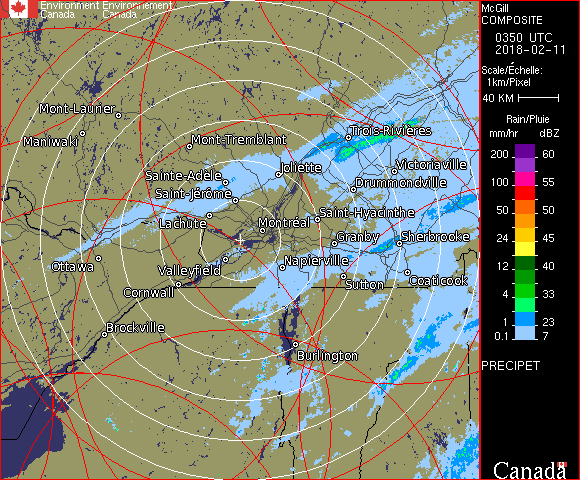 Environment Environnement
Canada Canada
McGill
COMPOSITE
0350 UTC
2018-02-11
Scale/Échelle:
1km/Pixel
40 KM
Rain/Pluie
mm/hr dBZ
200 60
100 55
50 50
24 45
12 40
4 33
1 23
0.1 7
PRECIPET
Canada
Mont-Laurier
Maniwaki
Mont-Tremblant
Trois-Rivières
Joliette
Victoriaville
Sainte-Adèle
Drummondville
Saint-Jérôme
Lachute
Saint-Hyacinthe
Montréal
Granby
Sherbrooke
Ottawa
Valleyfield
Napierville
Sutton
Coaticook
Cornwall
Brockville
Burlington